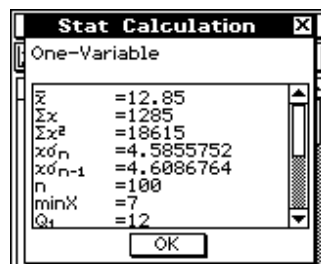 Stat Calculation
One-Variable
x̄ =12.85
Σx =1285
Σx² =18615
xσn =4.5855752
xσn-1 =4.6086764
n =100
minX =7
Q₁ =12
OK